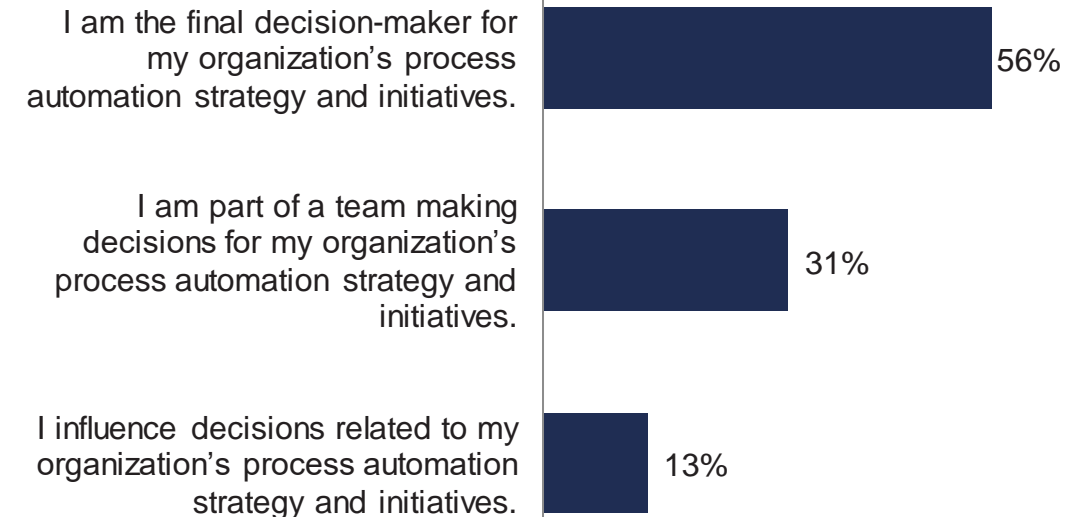 I am the final decision-maker for
my organization’s process
automation strategy and initiatives.
56%
I am part of a team making
decisions for my organization’s
process automation strategy and
initiatives.
31%
I influence decisions related to my
organization’s process automation
strategy and initiatives.
13%